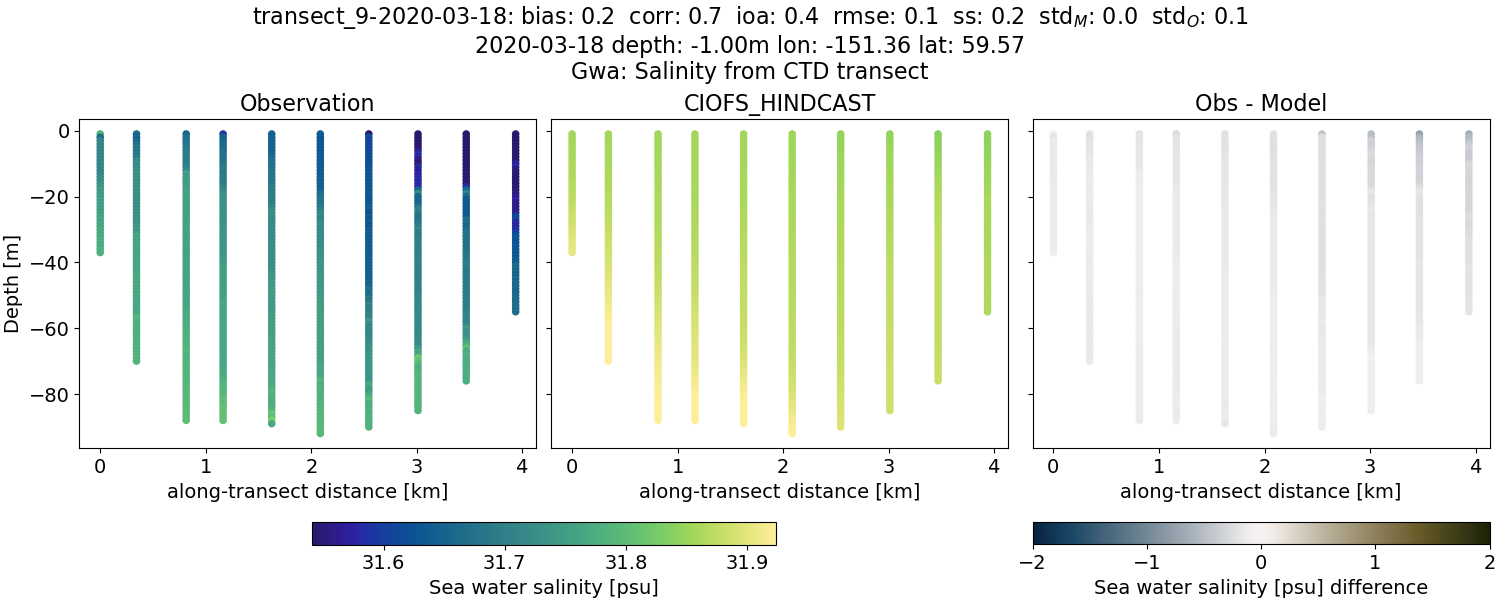 transect_9-2020-03-18: bias: 0.2  corr: 0.7  ioa: 0.4  rmse: 0.1  ss: 0.2  std_M: 0.0  std_O: 0.1
2020-03-18 depth: -1.00m lon: -151.36 lat: 59.57
Gwa: Salinity from CTD transect
Observation
CIOFS_HINDCAST
Obs - Model
Depth [m]
0
−20
−40
−60
−80
0 1 2 3 4
0 1 2 3 4
0 1 2 3 4
along-transect distance [km]
along-transect distance [km]
along-transect distance [km]
31.6 31.7 31.8 31.9
Sea water salinity [psu]
−2 −1 0 1 2
Sea water salinity [psu] difference